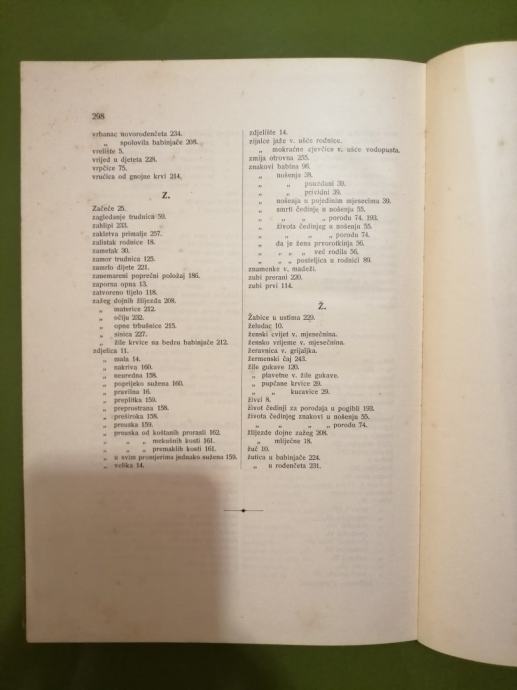 298
vrbanac novorođenčeta 234.
„ spolovila babinjače 208.
vrelište 5.
vrijed u djeteta 228.
vrpčice 75.
vrućica od gnojne krvi 214.
Z.
Začeće 25.
zagledanje trudnica 59.
zahlipi 233.
zakletva primalje 257.
zalistak rodnice 18.
zametak 30.
zamor trudnica 125.
zamrlo dijete 221.
zanemareni poprečni položaj 186.
zaporna opna 13.
zatvoreno tijelo 118.
zažeg dojnih žlijezda 208.
„ maternice 212.
„ očiju 232.
„ opne trbušnice 215.
„ sisica 227.
„ žile krvice na bedru babinjače 212.
zdjelica 11.
„ mala 14.
„ nakriva 160.
„ neuredna 158.
„ poprijeko sužena 160.
„ pravilna 16.
„ preplitka 159.
„ preprostrana 158.
„ preširoka 158.
„ preuska 159.
„ preuska od koštanih prorasli 162.
„ „ „ mekušnih kosti 161.
„ „ „ premaklih kosti 161.
„ u svim promjerima jednako sužena 159.
„ velika 14.
zdjelište 14.
zijalce jaže v. ušće rodnice.
„ mokraćne cjevčice v. ušće vodopusta.
zmija otrovna 255.
znakovi babina 96.
„ nošenja 38.
„ „ pouzdani 39.
„ „ prividni 39.
„ nošenja u pojedinim mjesecima 39.
„ smrti čedinje u nošenju 55.
„ „ „ „ porodu 74. 193.
„ života čedinjeg u nošenju 55.
„ „ „ „ porodu 74.
„ da je žena prvorotkinja 56.
„ „ „ „ već rodila 56,
„ „ „ posteljica u rodnici 89.
znamenke v. madeži.
zubi prerani 220.
zubi prvi 114.
Ž.
Žabice u ustima 229.
želudac 10.
ženski cvijet v. mjesečnina.
žensko vrijeme v. mjesečnina.
žeravnica v. grijaljka.
žermenski čaj 243.
žile gukave 120.
„ plavetne v. žile gukave.
„ pupčane krvice 29.
„ „ kucavice 29.
živci 8.
život čedinji za porođaja u pogibli 193.
života čedinjeg znakovi u nošenju 55.
„ „ „ „ porodu 74.
žlijezde dojne zažeg 208.
„ mliječne 18.
žuč 10.
žutica u babinjače 224.
„ u rođenčeta 231.